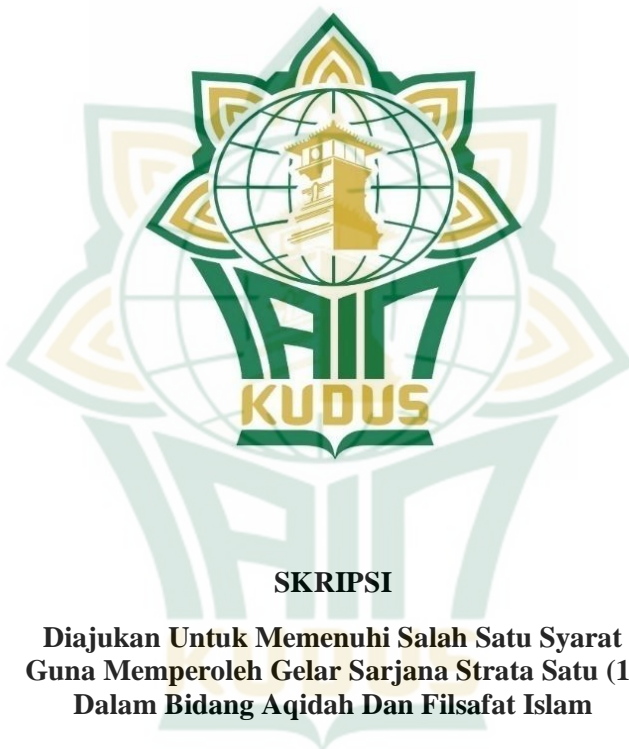 IAIN
KUDUS
SKRIPSI
Diajukan Untuk Memenuhi Salah Satu Syarat
Guna Memperoleh Gelar Sarjana Strata Satu (1
Dalam Bidang Aqidah Dan Filsafat Islam